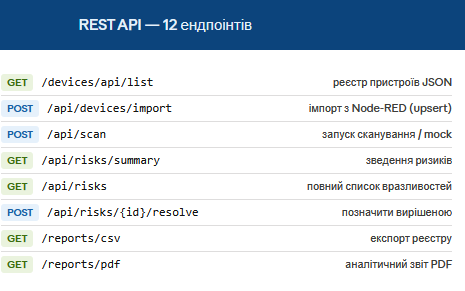 REST API — 12 ендпоінтів
GET /devices/api/list реєстр пристроїв JSON
POST /api/devices/import імпорт з Node-RED (upsert)
POST /api/scan запуск сканування / mock
GET /api/risks/summary зведення ризиків
GET /api/risks повний список вразливостей
POST /api/risks/{id}/resolve позначити вирішеною
GET /reports/csv експорт реєстру
GET /reports/pdf аналітичний звіт PDF